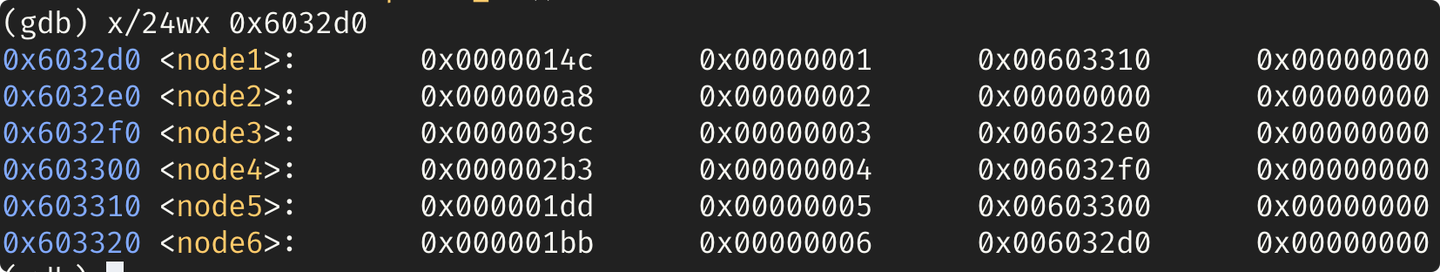 (gdb) x/24wx 0x6032d0
0x6032d0 <node1>: 0x0000014c 0x00000001 0x00603310 0x00000000
0x6032e0 <node2>: 0x000000a8 0x00000002 0x00000000 0x00000000
0x6032f0 <node3>: 0x0000039c 0x00000003 0x006032e0 0x00000000
0x603300 <node4>: 0x000002b3 0x00000004 0x006032f0 0x00000000
0x603310 <node5>: 0x000001dd 0x00000005 0x00603300 0x00000000
0x603320 <node6>: 0x000001bb 0x00000006 0x006032d0 0x00000000